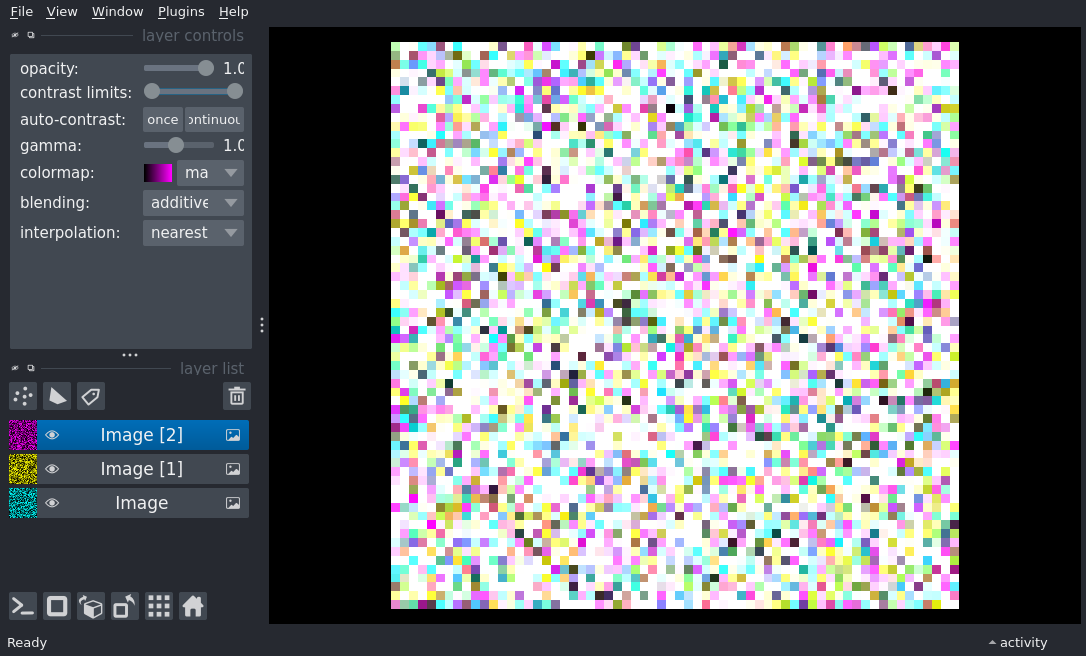 File View Window Plugins Help
layer controls
opacity: 1.0
contrast limits:
auto-contrast: once ontinuou
gamma: 1.0
colormap: ma
blending: additive
interpolation: nearest
layer list
Image [2]
Image [1]
Image
Ready activity